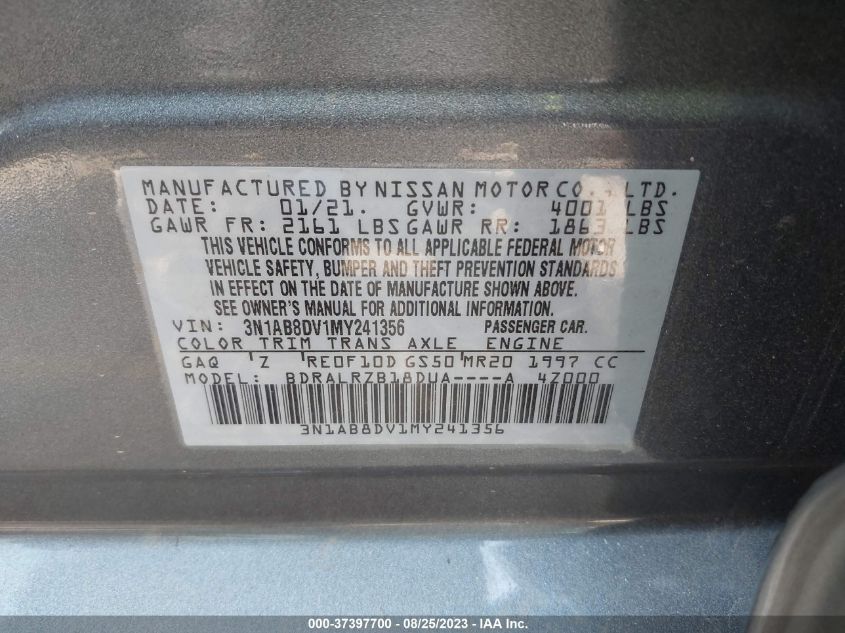 MANUFACTURED BY NISSAN MOTOR CO., LTD.
DATE: 01/21. GVWR: 4001 LBS
GAWR FR: 2161 LBS GAWR RR: 1863 LBS
THIS VEHICLE CONFORMS TO ALL APPLICABLE FEDERAL MOTOR
VEHICLE SAFETY, BUMPER AND THEFT PREVENTION STANDARDS
IN EFFECT ON THE DATE OF MANUFACTURE SHOWN ABOVE.
SEE OWNER'S MANUAL FOR ADDITIONAL INFORMATION.
VIN: 3N1AB8DV1MY241356 PASSENGER CAR.
COLOR TRIM TRANS AXLE ENGINE
GAQ 'Z 'RE0F10D GS50 'MR20 1997 CC
MODEL: BDRALRZB18DUA----A 4Z000
3N1AB8DV1MY241356
000-37397700 - 08/25/2023 - IAA Inc.